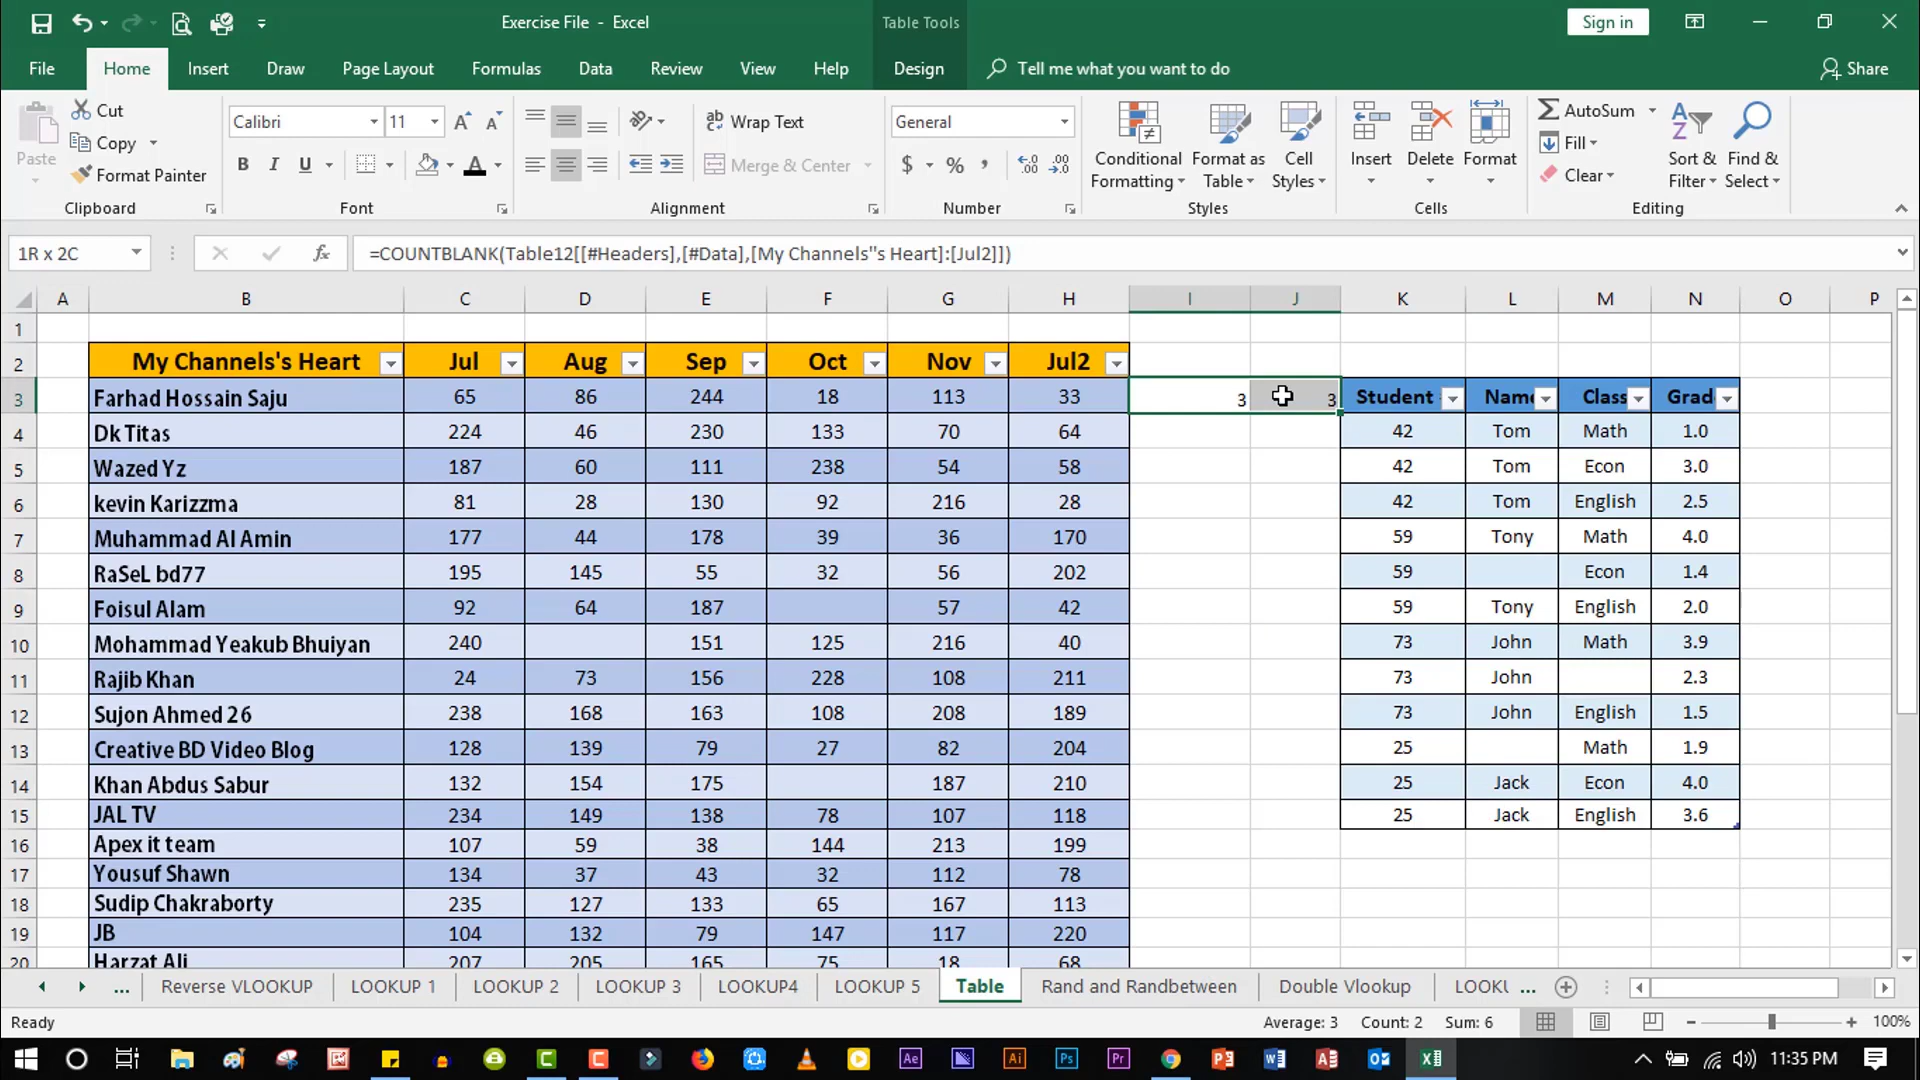 Exercise File - Excel
Table Tools
Sign in
File Home Insert Draw Page Layout Formulas Data Review View Help Design Tell me what you want to do Share
Paste
Cut
Copy
Format Painter
Clipboard
Calibri 11
B I U A
Font
Wrap Text
Merge & Center
Alignment
General
$ % ,
Number
Conditional Formatting
Format as Table
Cell Styles
Styles
Insert Delete Format
Cells
AutoSum
Fill
Clear
Sort & Filter
Find & Select
Editing
1R x 2C fx =COUNTBLANK(Table12[[#Headers],[#Data],[My Channels''s Heart]:[Jul2]])
A B C D E F G H I J K L M N O P
1
2 My Channels's Heart Jul Aug Sep Oct Nov Jul2
3 Farhad Hossain Saju 65 86 244 18 113 33 3 3 Student Name Class Grad
4 Dk Titas 224 46 230 133 70 64 42 Tom Math 1.0
5 Wazed Yz 187 60 111 238 54 58 42 Tom Econ 3.0
6 kevin Karizzma 81 28 130 92 216 28 42 Tom English 2.5
7 Muhammad Al Amin 177 44 178 39 36 170 59 Tony Math 4.0
8 RaSeL bd77 195 145 55 32 56 202 59 Econ 1.4
9 Foisul Alam 92 64 187 57 42 59 Tony English 2.0
10 Mohammad Yeakub Bhuiyan 240 151 125 216 40 73 John Math 3.9
11 Rajib Khan 24 73 156 228 108 211 73 John 2.3
12 Sujon Ahmed 26 238 168 163 108 208 189 73 John English 1.5
13 Creative BD Video Blog 128 139 79 27 82 204 25 Math 1.9
14 Khan Abdus Sabur 132 154 175 187 210 25 Jack Econ 4.0
15 JAL TV 234 149 138 78 107 118 25 Jack English 3.6
16 Apex it team 107 59 38 144 213 199
17 Yousuf Shawn 134 37 43 32 112 78
18 Sudip Chakraborty 235 127 133 65 167 113
19 JB 104 132 79 147 117 220
20 Harzat Ali 207 205 165 75 18 68
... Reverse VLOOKUP LOOKUP 1 LOOKUP 2 LOOKUP 3 LOOKUP4 LOOKUP 5 Table Rand and Randbetween Double Vlookup LOOKU ...
Ready Average: 3 Count: 2 Sum: 6 100%
Ae Ai Ps Pr 11:35 PM